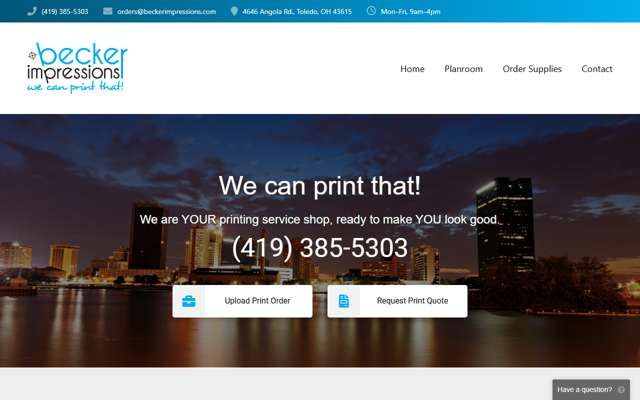 (419) 385-5303 orders@beckerimpressions.com 4646 Angola Rd., Toledo, OH 43615 Mon-Fri, 9am-4pm
becker
impressions!
we can print that!
Home Planroom Order Supplies Contact
We can print that!
We are YOUR printing service shop, ready to make YOU look good.
(419) 385-5303
Upload Print Order Request Print Quote
Have a question?